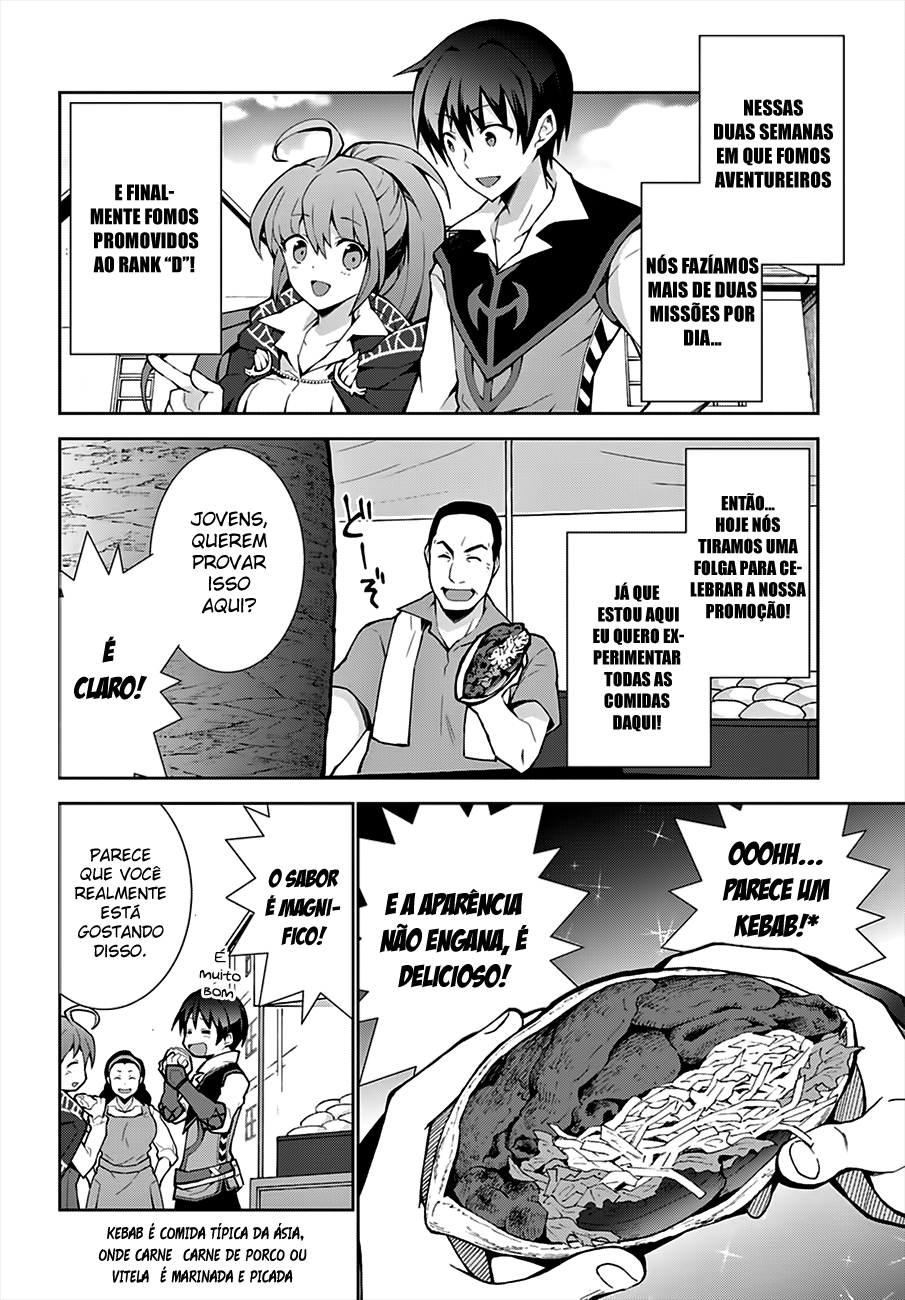 NESSAS
DUAS SEMANAS
EM QUE FOMOS
AVENTUREIROS
NÓS FAZÍAMOS
MAIS DE DUAS
MISSÕES POR
DIA...
E FINAL-
MENTE FOMOS
PROMOVIDOS
AO RANK "D"!
ENTÃO...
HOJE NÓS
TIRAMOS UMA
FOLGA PARA CE-
LEBRAR A NOSSA
PROMOÇÃO!
JÁ QUE
ESTOU AQUI
EU QUERO EX-
PERIMENTAR
TODAS AS
COMIDAS
DAQUI!
どーん
JOVENS,
QUEREM
PROVAR
ISSO
AQUI?
É
CLARO!
OOOHH...
PARECE UM
KEBAB!*
E A APARÊNCIA
NÃO ENGANA, É
DELICIOSO!
O SABOR
É MAGNI-
FICO!
É
muito
BOM!!
PARECE
QUE VOCÊ
REALMENTE
ESTÁ
GOSTANDO
DISSO.
KEBAB É COMIDA TÍPICA DA ÁSIA,
ONDE CARNE CARNE DE PORCO OU
VITELA É MARINADA E PICADA